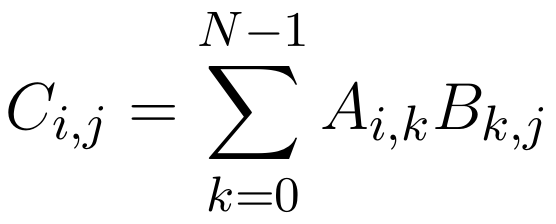 C_{i,j} = \sum_{k=0}^{N-1} A_{i,k} B_{k,j}